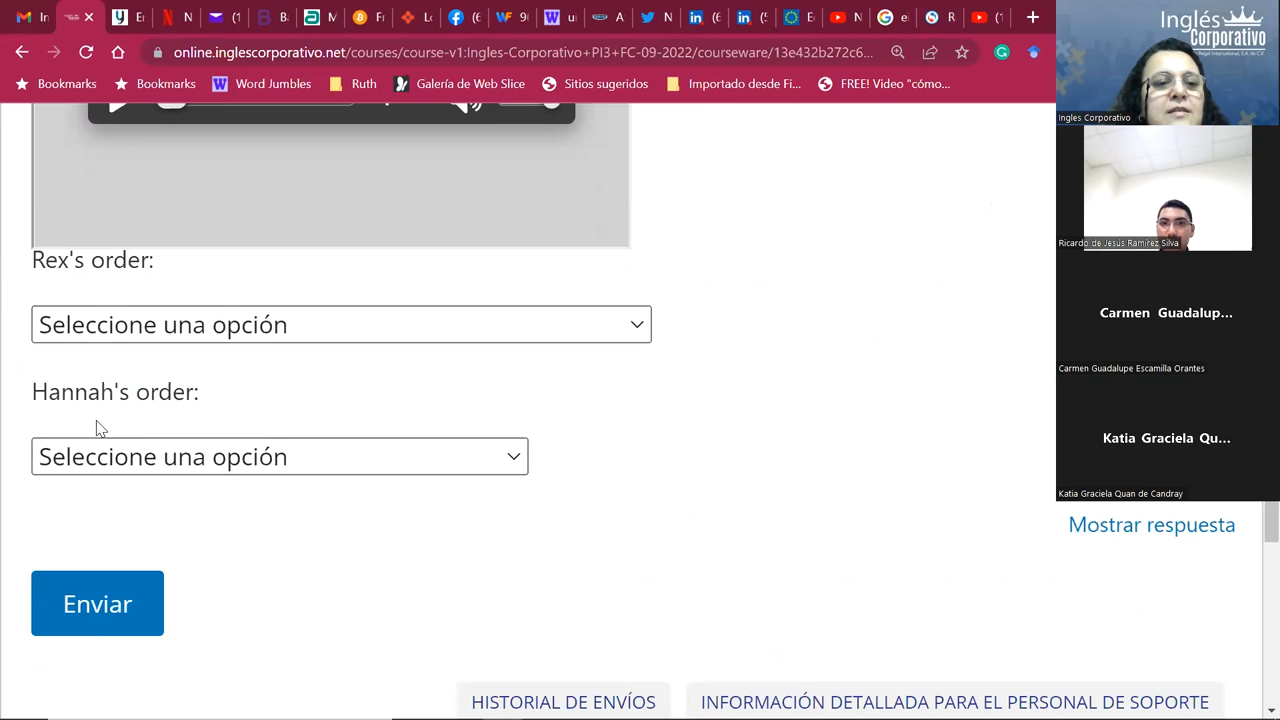 In
(1
Ba
M
(
W
A
N
online.inglescorporativo.net/courses/course-v1:Ingles-Corporativo+PI3+FC-09-2022/courseware/13e432b272c6...
Bookmarks
Bookmarks
Word Jumbles
Ruth
Galería de Web Slice
Sitios sugeridos
Importado desde Fi...
FREE! Video "cómo...
Inglés
Corporativo
Ingles Corporativo
Ricardo de Jesus Ramirez Silva
Carmen Guadalup...
Carmen Guadalupe Escamilla Orantes
Katia Graciela Qu...
Katia Graciela Quan de Candray
Rex's order:
Seleccione una opción
Hannah's order:
Seleccione una opción
Mostrar respuesta
Enviar
HISTORIAL DE ENVÍOS
INFORMACIÓN DETALLADA PARA EL PERSONAL DE SOPORTE